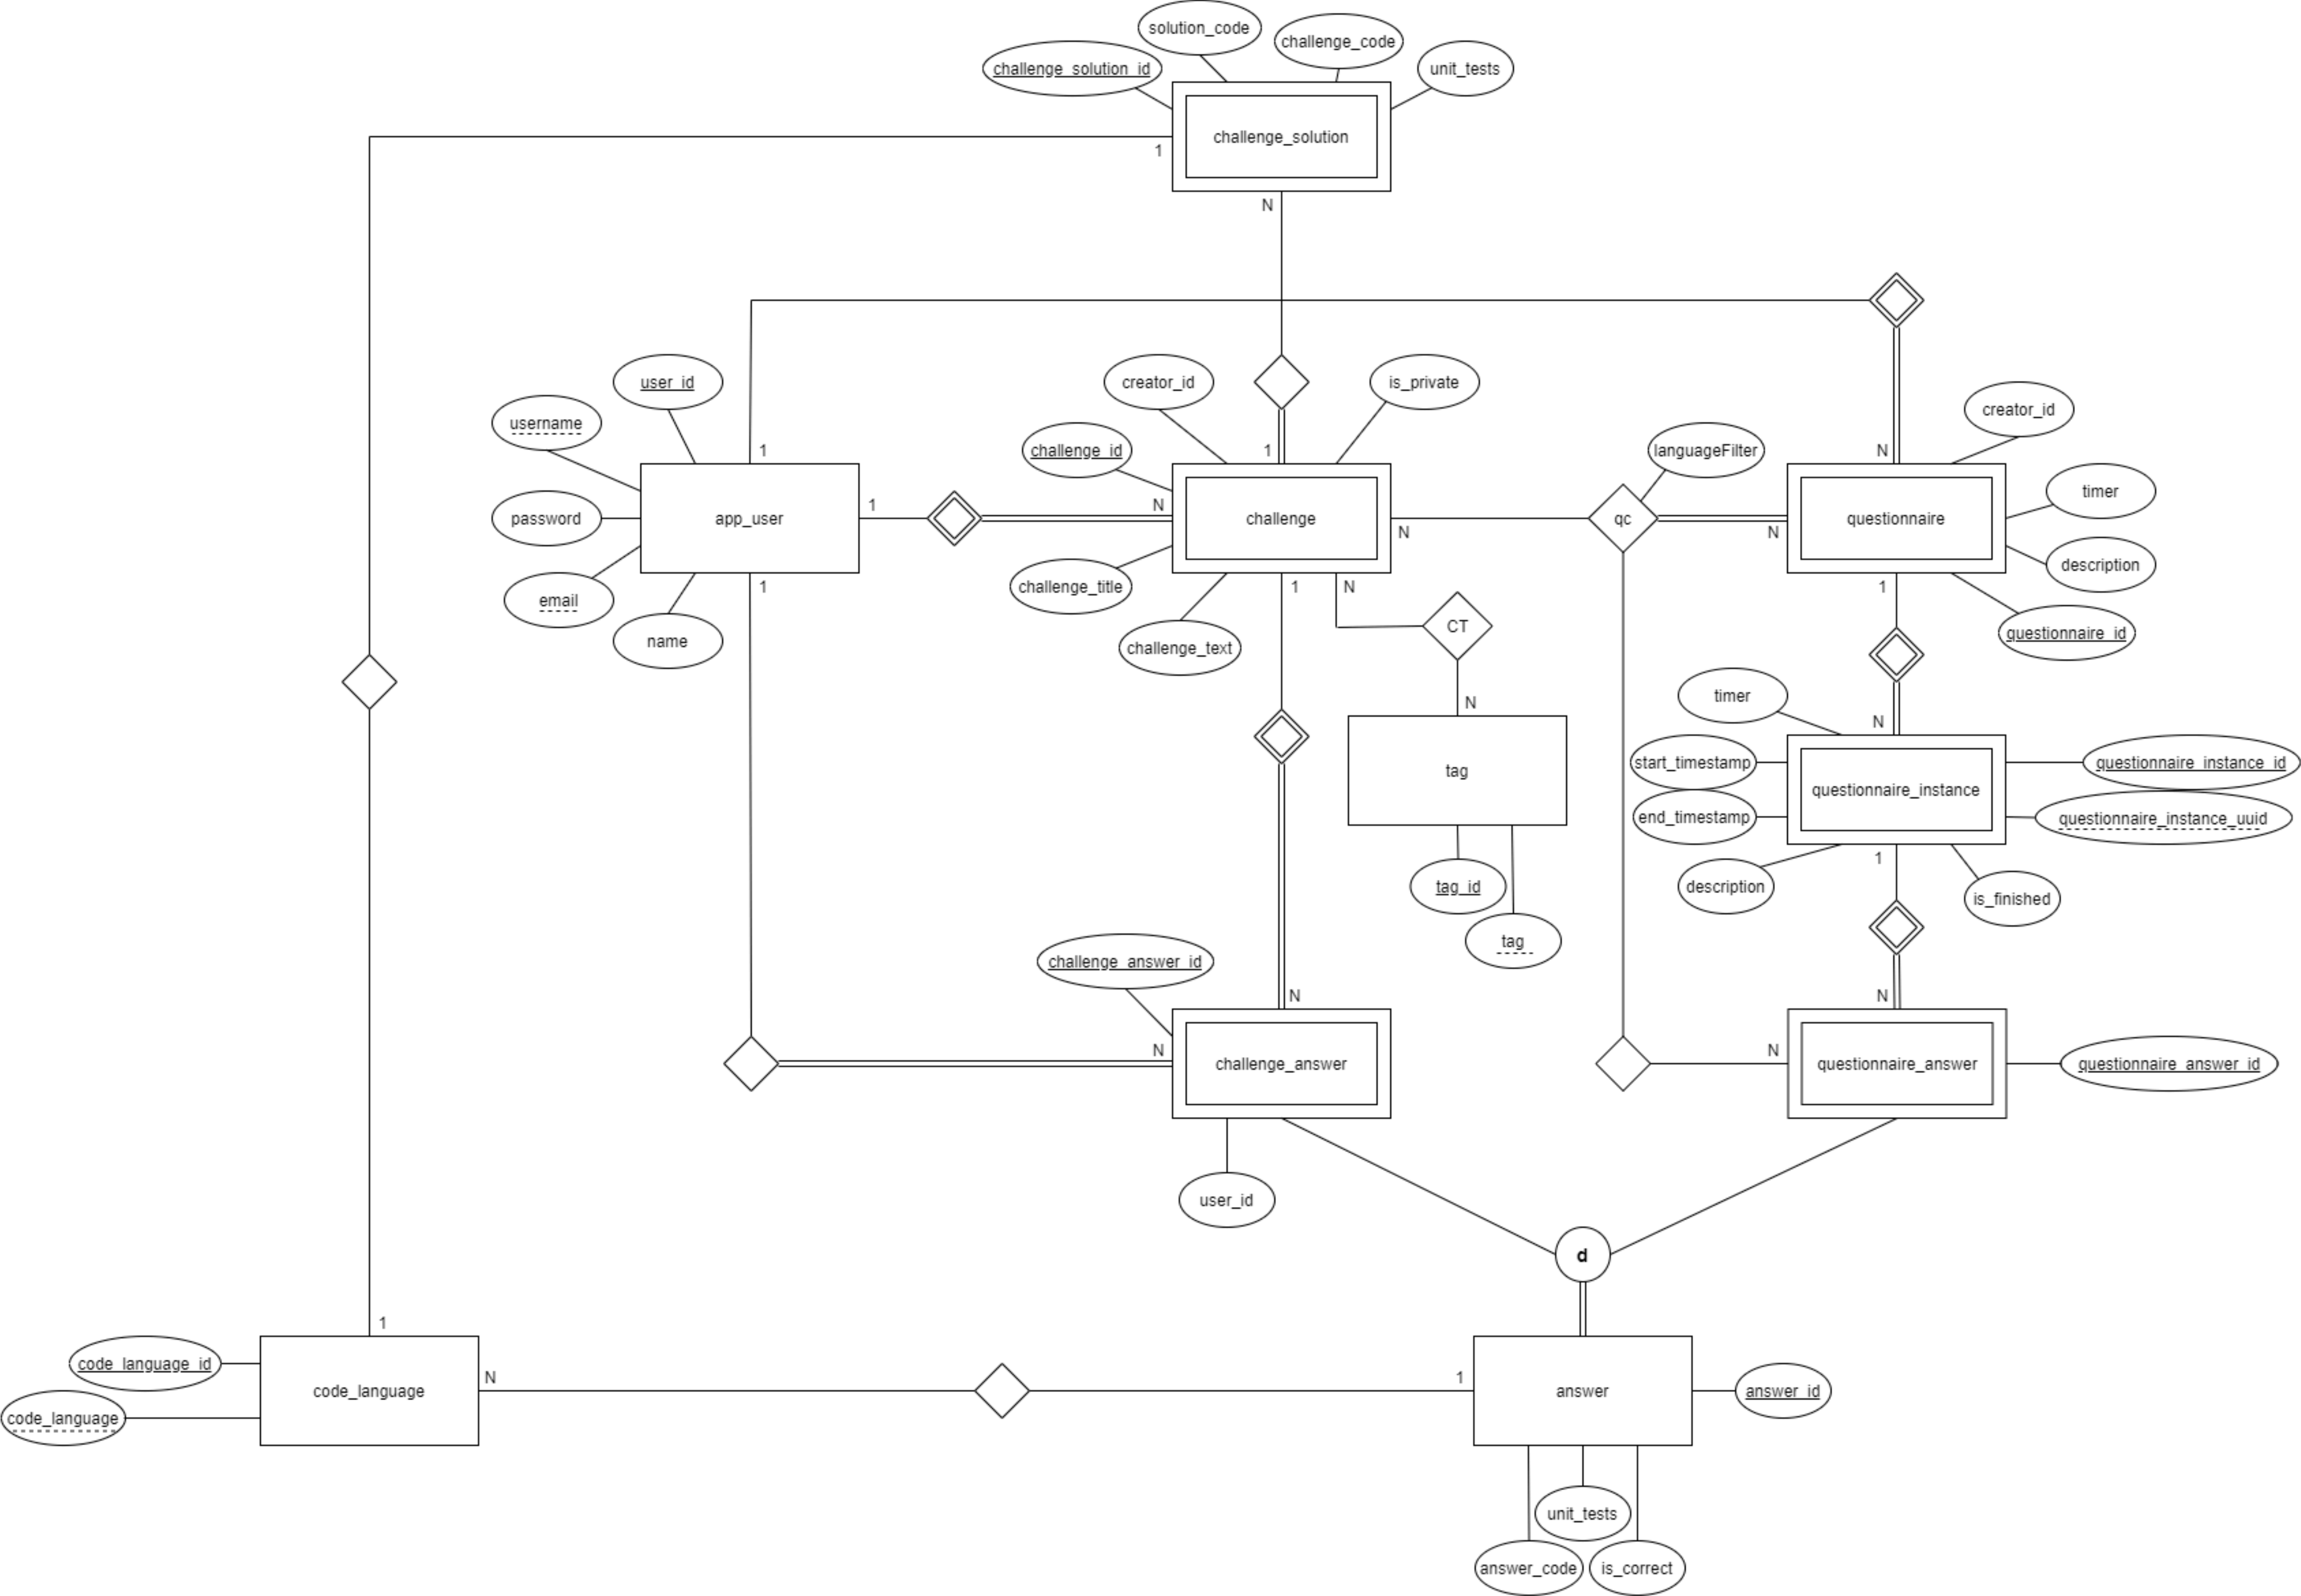 solution_code
challenge_code
challenge_solution_id
unit_tests
challenge_solution
1
N
user_id
creator_id
is_private
creator_id
username
1
challenge_id
1
languageFilter
N
timer
password
app_user
1
N
challenge
N
qc
N
questionnaire
description
email
1
challenge_title
1
N
1
name
challenge_text
CT
questionnaire_id
timer
N
N
start_timestamp
questionnaire_instance_id
tag
questionnaire_instance
end_timestamp
questionnaire_instance_uuid
1
tag_id
description
is_finished
tag
challenge_answer_id
N
N
N
challenge_answer
N
questionnaire_answer
questionnaire_answer_id
user_id
d
1
code_language_id
N
code_language
1
answer
answer_id
code_language
unit_tests
answer_code
is_correct